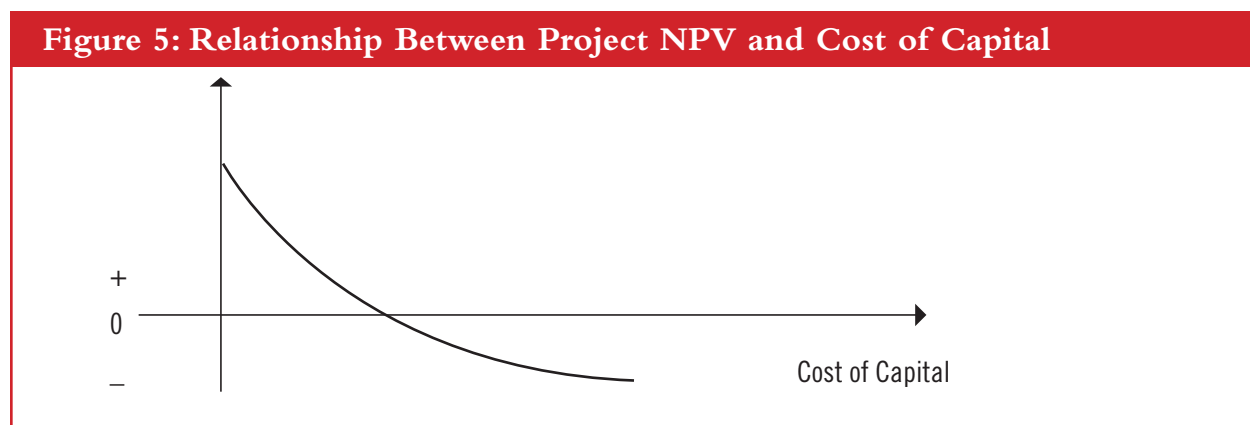 Figure 5: Relationship Between Project NPV and Cost of Capital
+
0
–
Cost of Capital